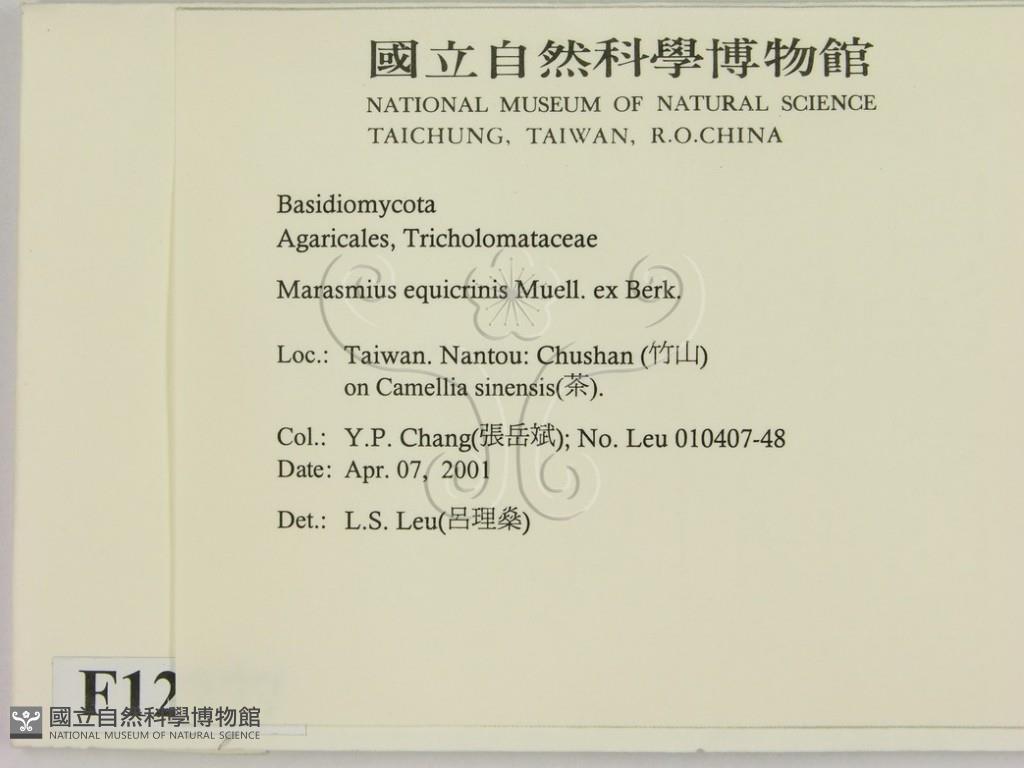 國立自然科學博物館
NATIONAL MUSEUM OF NATURAL SCIENCE
TAICHUNG, TAIWAN, R.O.CHINA
Basidiomycota
Agaricales, Tricholomataceae
Marasmius equicrinis Muell. ex Berk.
Loc.: Taiwan. Nantou: Chushan (竹山)
on Camellia sinensis(茶).
Col.: Y.P. Chang(張岳斌); No. Leu 010407-48
Date: Apr. 07, 2001
Det.: L.S. Leu(呂理燊)
F12
國立自然科學博物館
NATIONAL MUSEUM OF NATURAL SCIENCE